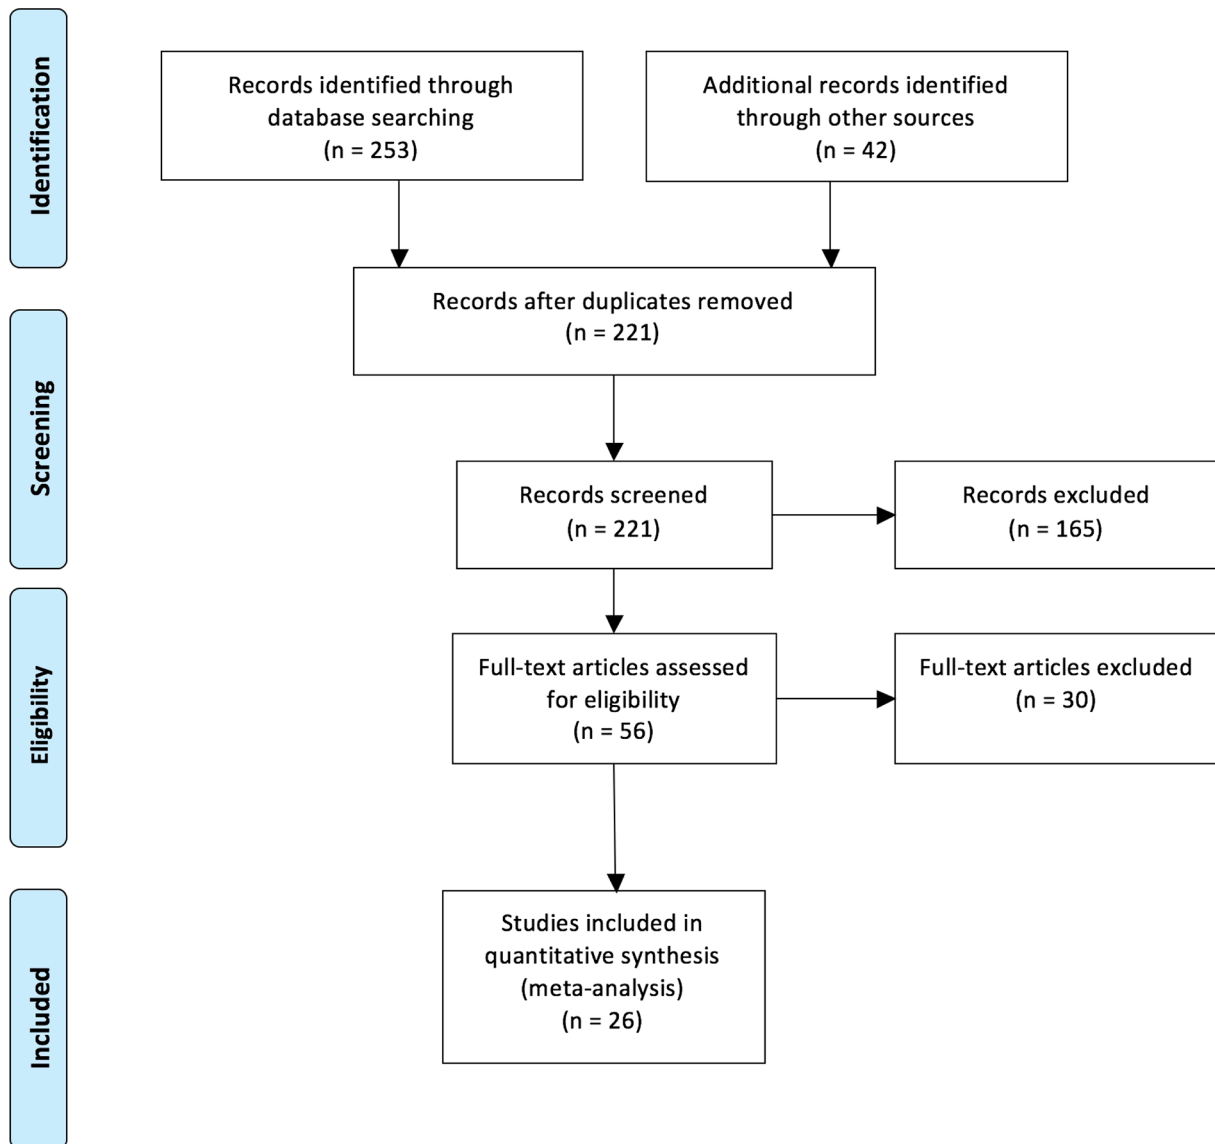 Identification
Records identified through
database searching
(n = 253)
Additional records identified
through other sources
(n = 42)
Records after duplicates removed
(n = 221)
Screening
Records screened
(n = 221)
Records excluded
(n = 165)
Eligibility
Full-text articles assessed
for eligibility
(n = 56)
Full-text articles excluded
(n = 30)
Included
Studies included in
quantitative synthesis
(meta-analysis)
(n = 26)